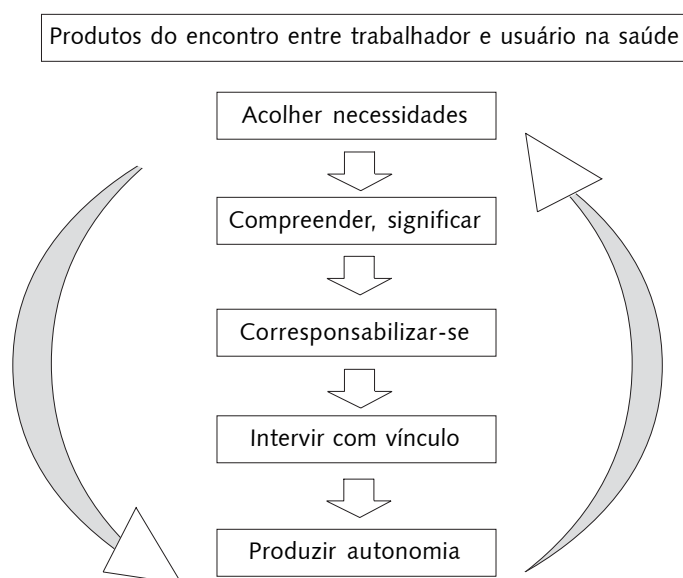 Produtos do encontro entre trabalhador e usuário na saúde
Acolher necessidades
Compreender, significar
Corresponsabilizar-se
Intervir com vínculo
Produzir autonomia